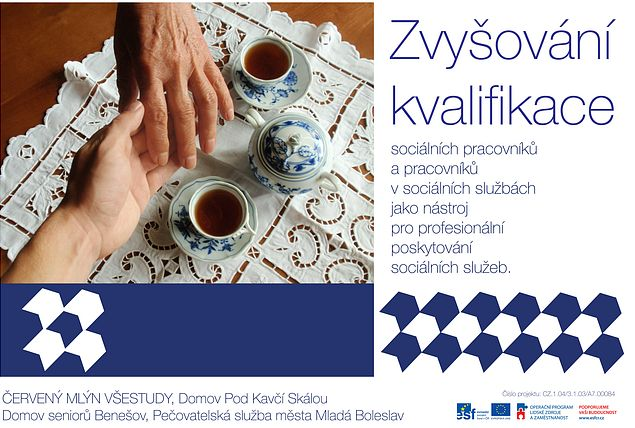 Zvyšování
kvalifikace
sociálních pracovníků
a pracovníků
v sociálních službách
jako nástroj
pro profesionální
poskytování
sociálních služeb.
ČERVENÝ MLÝN VŠESTUDY, Domov Pod Kavčí Skálou
Domov seniorů Benešov, Pečovatelská služba města Mladá Boleslav
Číslo projektu: CZ.1.04/3.1.03/A7.00084
esf
OPERAČNÍ PROGRAM
LIDSKÉ ZDROJE
A ZAMĚSTNANOST
PODPORUJEME
VAŠI BUDOUCNOST
www.esfcr.cz